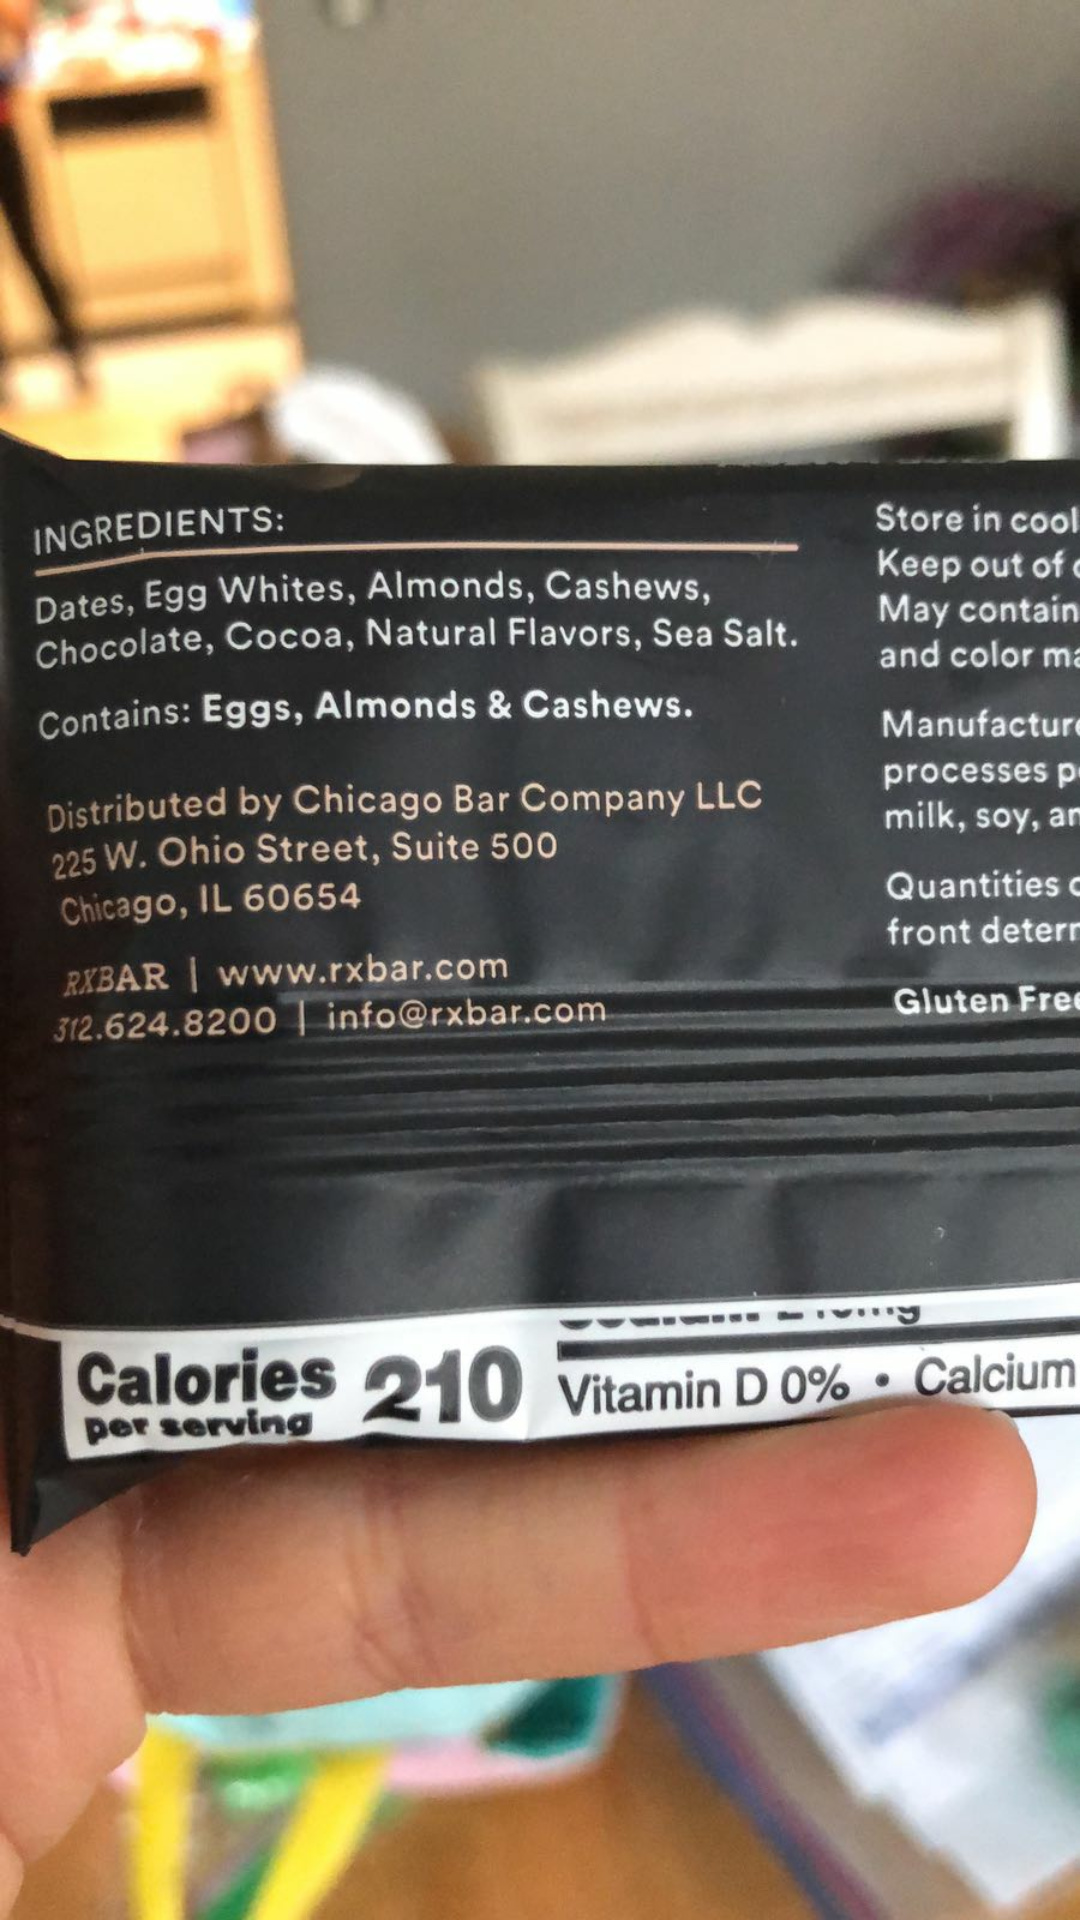 INGREDIENTS:
Dates, Egg Whites, Almonds, Cashews,
Chocolate, Cocoa, Natural Flavors, Sea Salt.
Contains: Eggs, Almonds & Cashews.
Distributed by Chicago Bar Company LLC
225 W. Ohio Street, Suite 500
Chicago, IL 60654
RXBAR | www.rxbar.com
312.624.8200 | info@rxbar.com
Store in cool
Keep out of
May contain
and color
Manufacture
processes
milk, soy,
Quantities
front
Gluten Free
Calories 210
per serving
Vitamin D 0% • Calcium